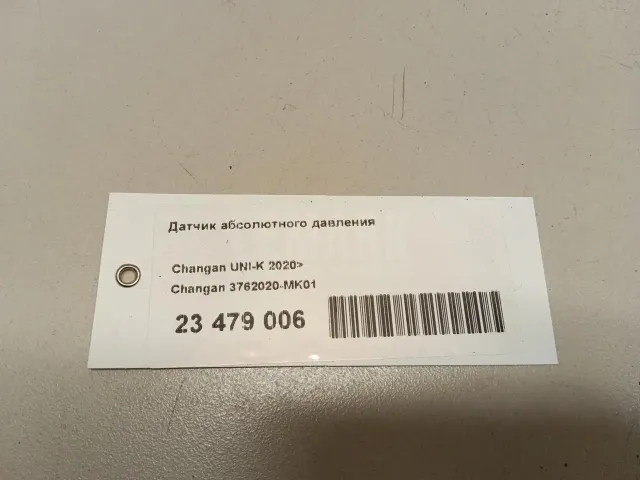 Датчик абсолютного давления
Changan UNI-K 2020>
Changan 3762020-MK01
23 479 006